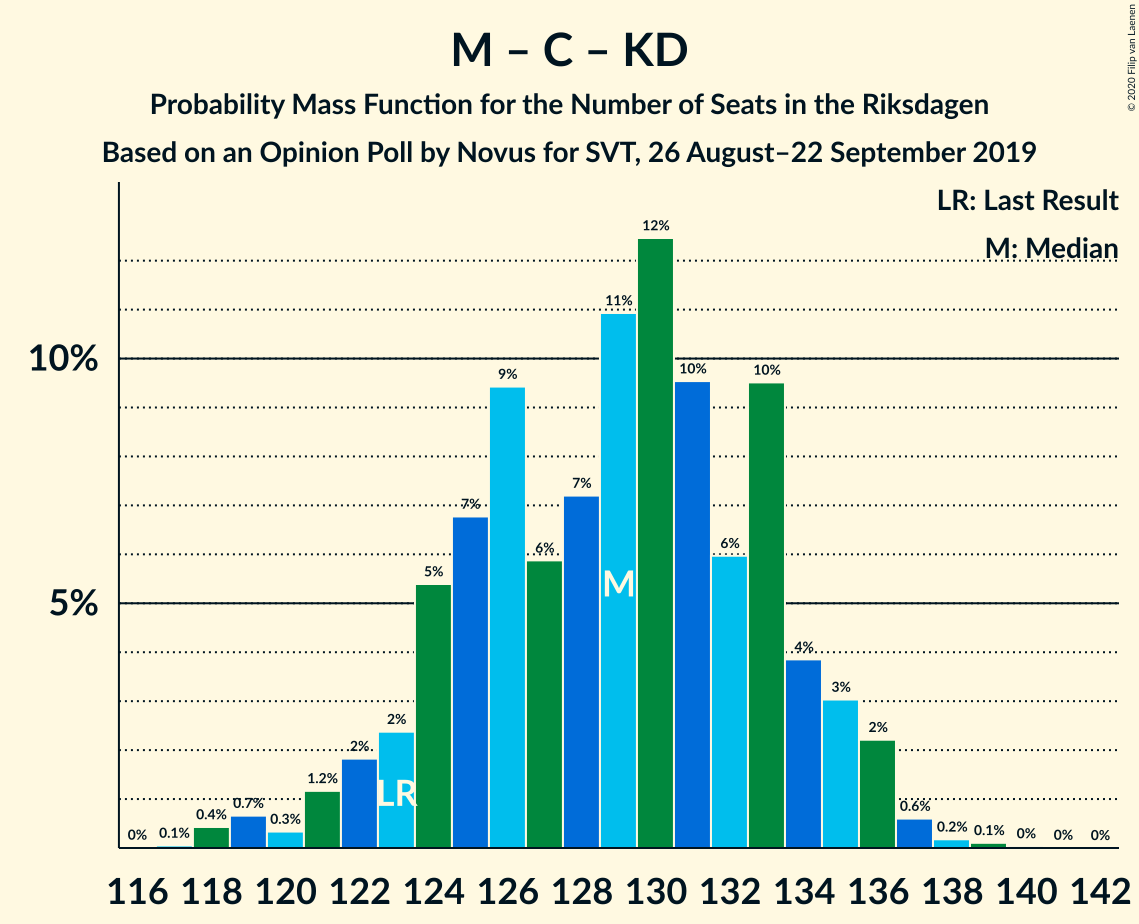 M – C – KD
Probability Mass Function for the Number of Seats in the Riksdagen
Based on an Opinion Poll by Novus for SVT, 26 August–22 September 2019
© 2020 Filip van Laenen
LR: Last Result
M: Median
10%
5%
0% 0.1% 0.4% 0.7% 0.3% 1.2% 2% 2% 5% 7% 9% 6% 7% 11% 12% 10% 6% 10% 4% 3% 2% 0.6% 0.2% 0.1% 0% 0% 0%
M
LR
116 118 120 122 124 126 128 130 132 134 136 138 140 142